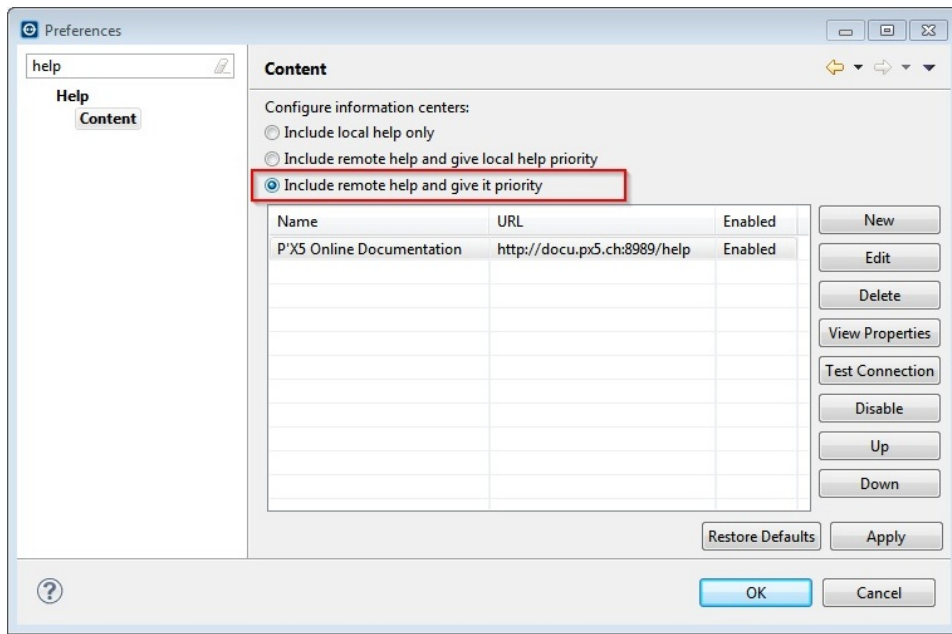 Preferences
help
Help
Content
Content
Configure information centers:
Include local help only
Include remote help and give local help priority
Include remote help and give it priority
Name URL Enabled
P'X5 Online Documentation http://docu.px5.ch:8989/help Enabled
New
Edit
Delete
View Properties
Test Connection
Disable
Up
Down
Restore Defaults Apply
? OK Cancel